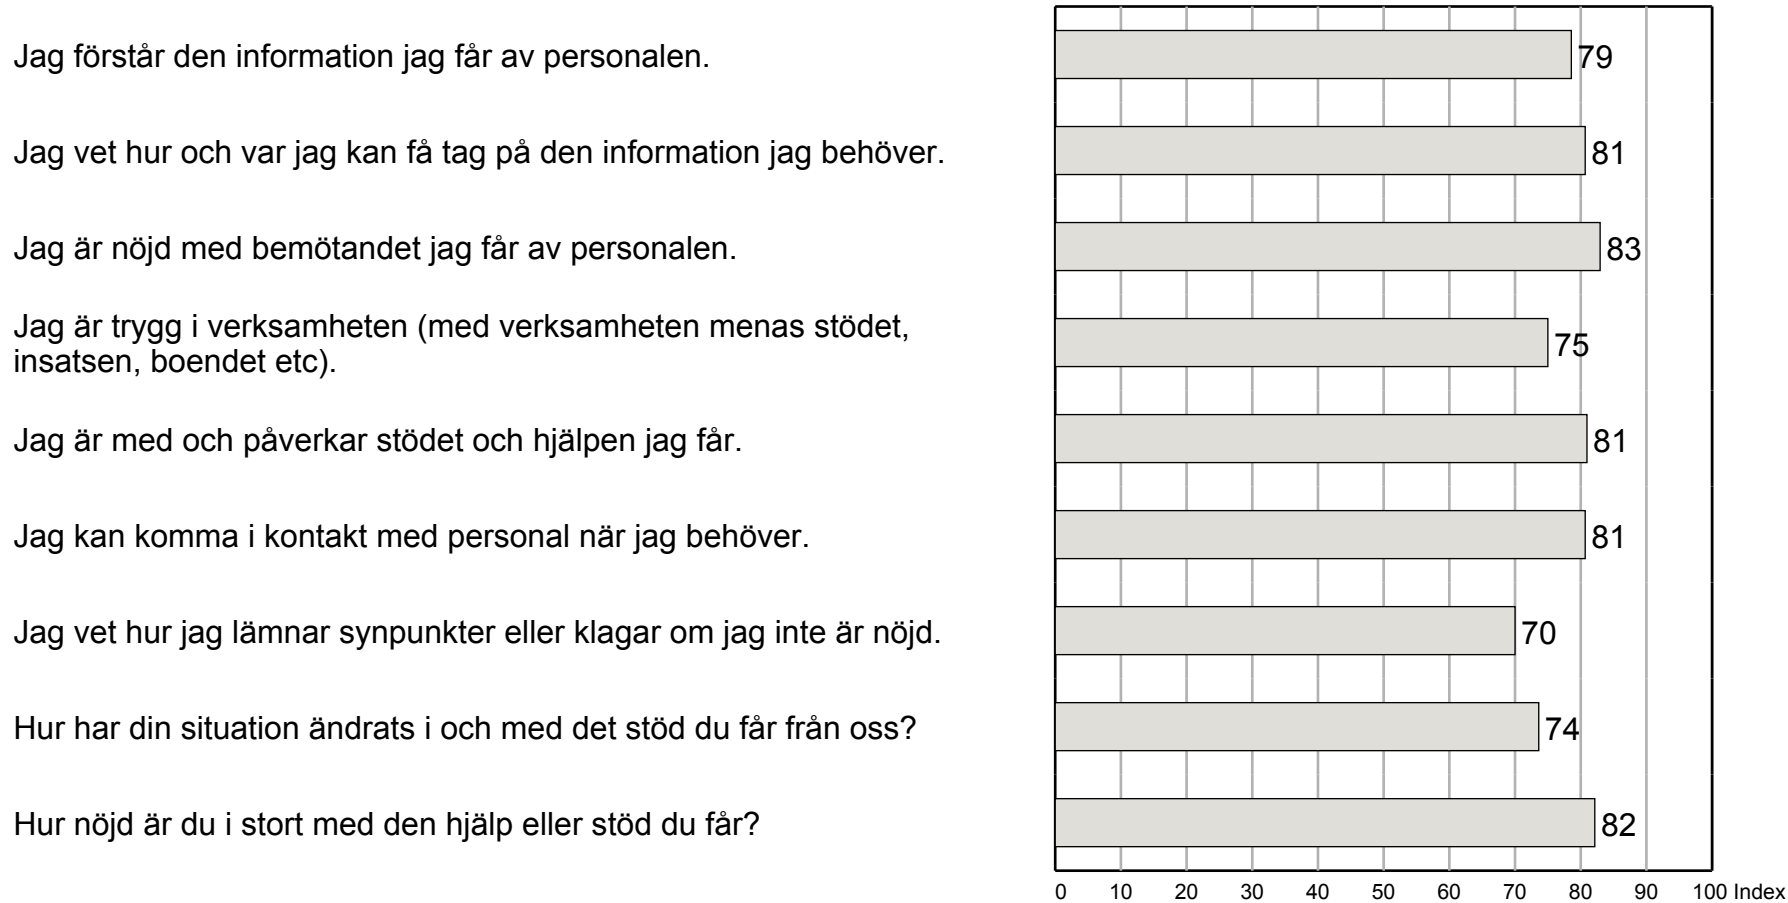 Jag förstår den information jag får av personalen.
79
Jag vet hur och var jag kan få tag på den information jag behöver.
81
Jag är nöjd med bemötandet jag får av personalen.
83
Jag är trygg i verksamheten (med verksamheten menas stödet,
insatsen, boendet etc).
75
Jag är med och påverkar stödet och hjälpen jag får.
81
Jag kan komma i kontakt med personal när jag behöver.
81
Jag vet hur jag lämnar synpunkter eller klagar om jag inte är nöjd.
70
Hur har din situation ändrats i och med det stöd du får från oss?
74
Hur nöjd är du i stort med den hjälp eller stöd du får?
82
0 10 20 30 40 50 60 70 80 90 100 Index